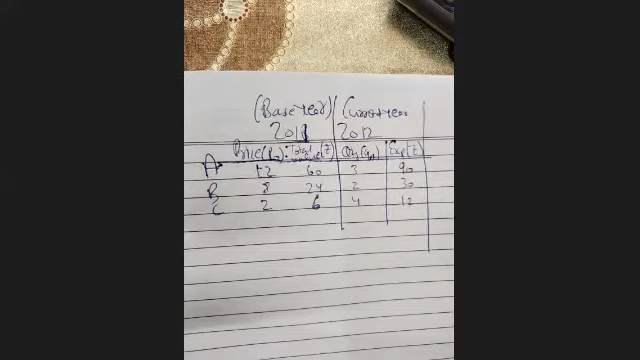 (Base year) (Current year
2011 2012
Price(P0) Total value(₹) Qty(q1) Exp(₹)
A 12 60 3 90
B 8 24 2 30
C 2 6 4 12